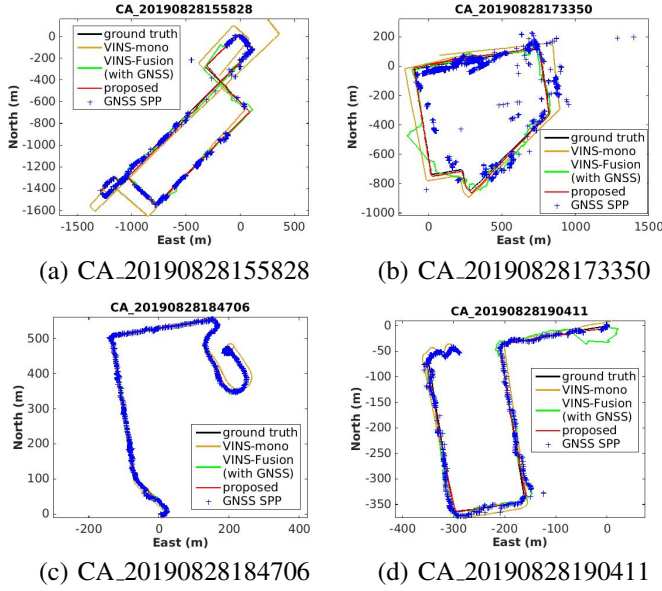 CA_20190828155828
North (m)
0
-200
-400
-600
-800
-1000
-1200
-1400
-1600
ground truth
VINS-mono
VINS-Fusion
(with GNSS)
proposed
GNSS SPP
-1500
-1000
-500
0
500
East (m)
(a) CA_20190828155828
CA_20190828173350
North (m)
200
0
-200
-400
-600
-800
-1000
ground truth
VINS-mono
VINS-Fusion
(with GNSS)
proposed
GNSS SPP
0
500
1000
1500
East (m)
(b) CA_20190828173350
CA_20190828184706
North (m)
500
400
300
200
100
0
ground truth
VINS-mono
VINS-Fusion
(with GNSS)
proposed
GNSS SPP
-200
0
200
400
East (m)
(c) CA_20190828184706
CA_20190828190411
North (m)
0
-50
-100
-150
-200
-250
-300
-350
ground truth
VINS-mono
VINS-Fusion
(with GNSS)
proposed
GNSS SPP
-400
-300
-200
-100
0
East (m)
(d) CA_20190828190411